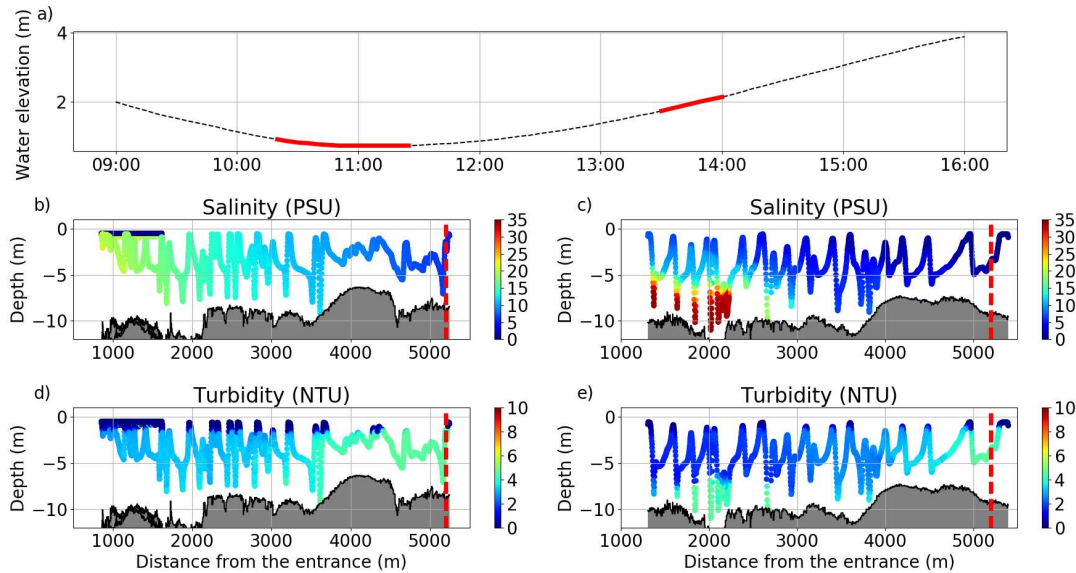 a)
Water elevation (m)
4
2
09:00 10:00 11:00 12:00 13:00 14:00 15:00 16:00
b) Salinity (PSU)
Depth (m)
0
−5
−10
1000 2000 3000 4000 5000
35
30
25
20
15
10
5
0
c) Salinity (PSU)
Depth (m)
0
−5
−10
1000 2000 3000 4000 5000
35
30
25
20
15
10
5
0
d) Turbidity (NTU)
Depth (m)
0
−5
−10
1000 2000 3000 4000 5000
Distance from the entrance (m)
10
8
6
4
2
0
e) Turbidity (NTU)
Depth (m)
0
−5
−10
1000 2000 3000 4000 5000
Distance from the entrance (m)
10
8
6
4
2
0